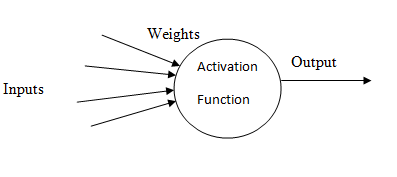 Weights
Activation
Output
Inputs
Function